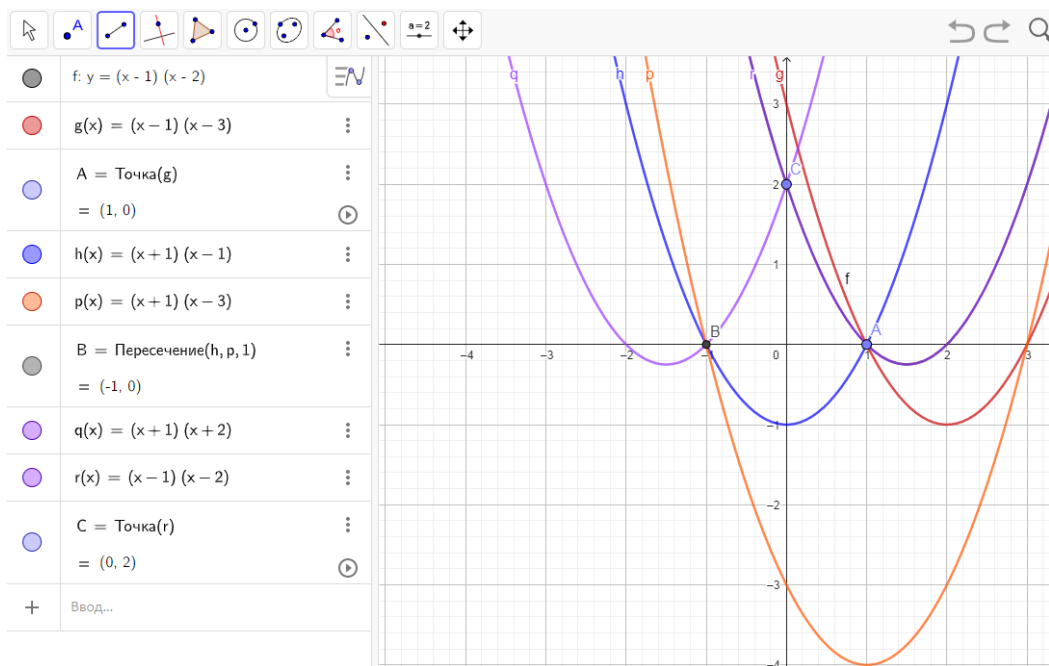 a=2
f: y = (x - 1) (x - 2)
g(x) = (x − 1) (x − 3)
A = Точка(g)
= (1, 0)
h(x) = (x + 1) (x − 1)
p(x) = (x + 1) (x − 3)
B = Пересечение(h, p, 1)
= (-1, 0)
q(x) = (x + 1) (x + 2)
r(x) = (x − 1) (x − 2)
C = Точка(r)
= (0, 2)
Ввод...
q h p r g
3
C
2
1
f
B A
−4 −3 −2 −1 0 1 2 3
−1
−2
−3
−4